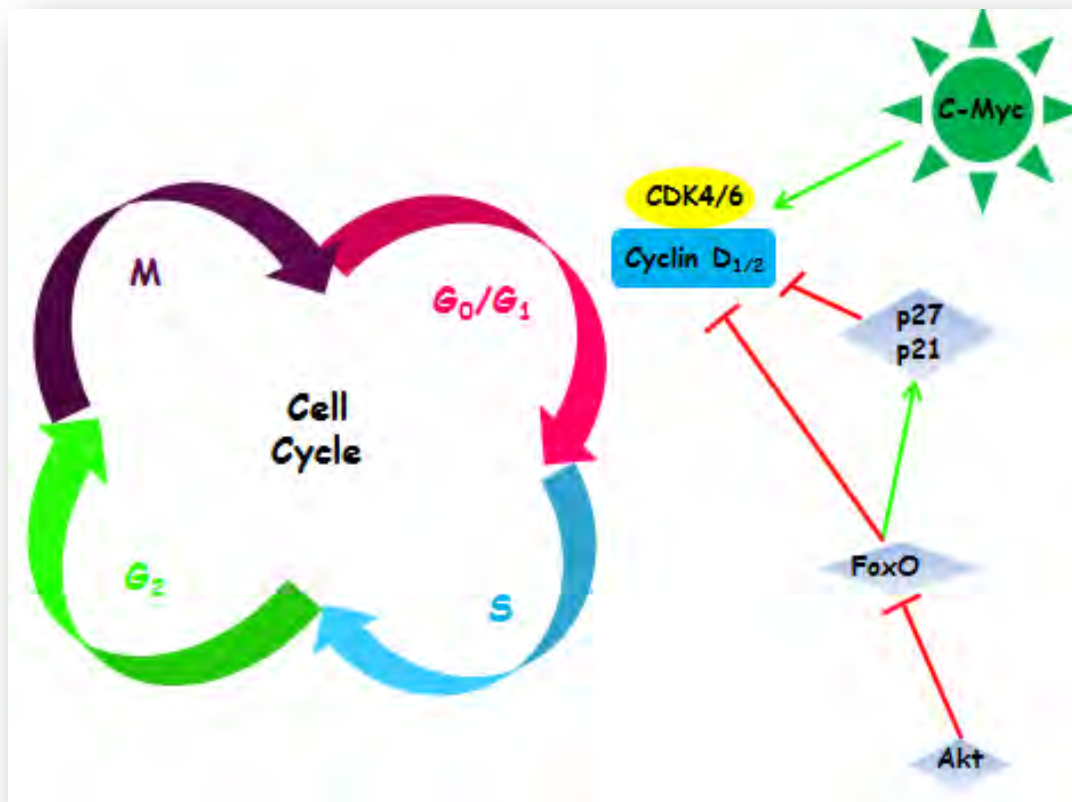 C-Myc
CDK4/6
Cyclin D₁/₂
M
G₀/G₁
p27
p21
Cell
Cycle
FoxO
G₂
S
Akt